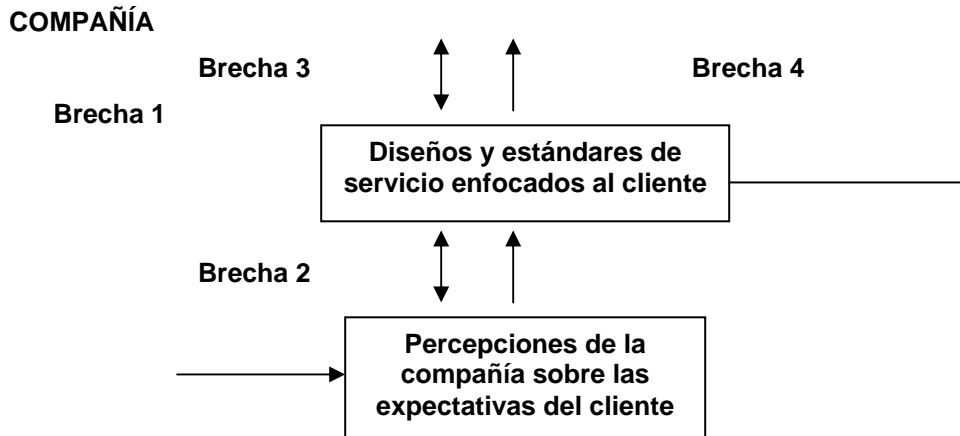 COMPAÑÍA
Brecha 3
Brecha 4
Brecha 1
Diseños y estándares de
servicio enfocados al cliente
Brecha 2
Percepciones de la
compañía sobre las
expectativas del cliente